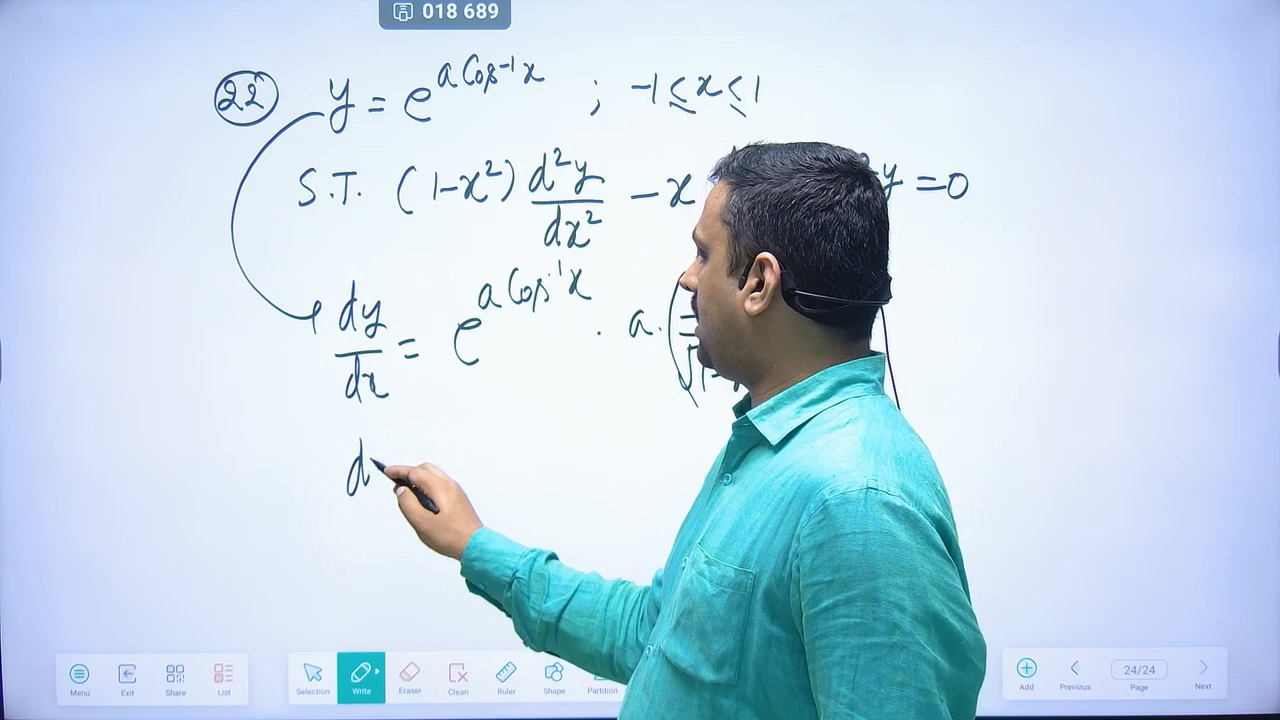 018 689
22 y = e^{a Cos^{-1} x} ; -1 ≤ x ≤ 1
S.T. (1-x²) d²y/dx² - x y = 0
dy/dx = e^{a Cos^{-1} x} . a.
d
Menu Exit Share List Selection Write Eraser Clean Ruler Shape Partition Add Previous 24/24 Page Next